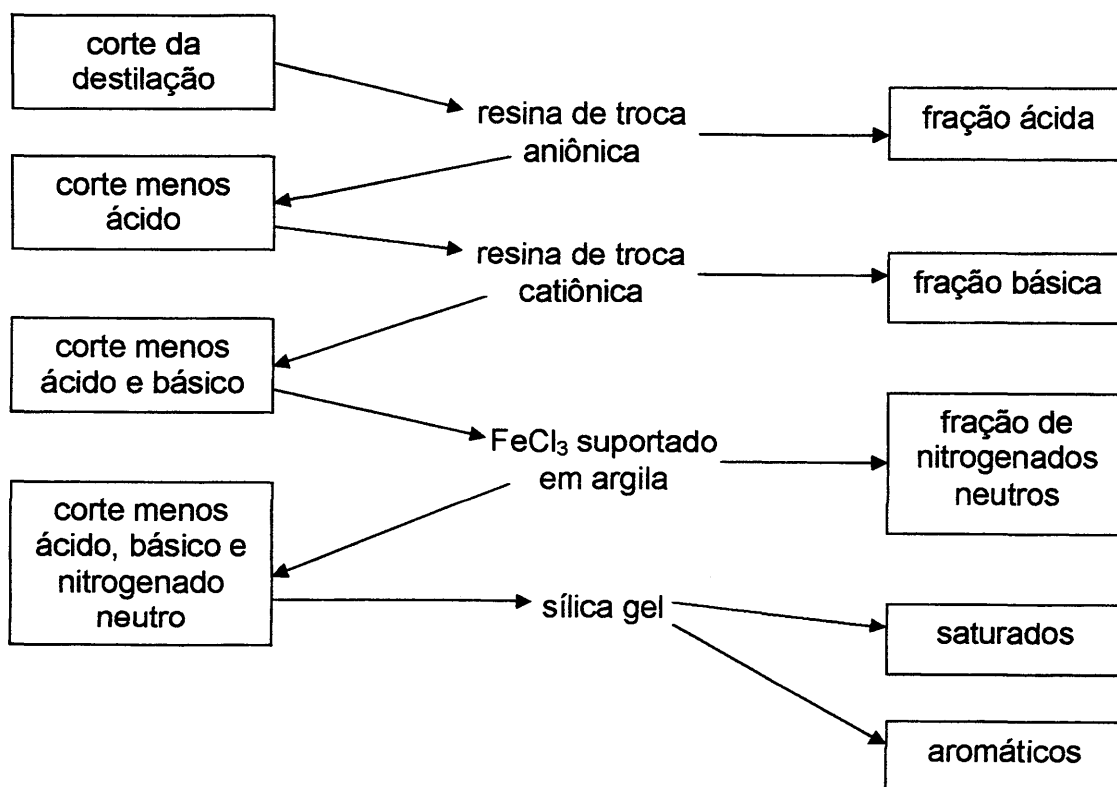 corte da
destilação
resina de troca
aniônica
fração ácida
corte menos
ácido
resina de troca
catiônica
fração básica
corte menos
ácido e básico
FeCl₃ suportado
em argila
fração de
nitrogenados
neutros
corte menos
ácido, básico e
nitrogenado
neutro
sílica gel
saturados
aromáticos